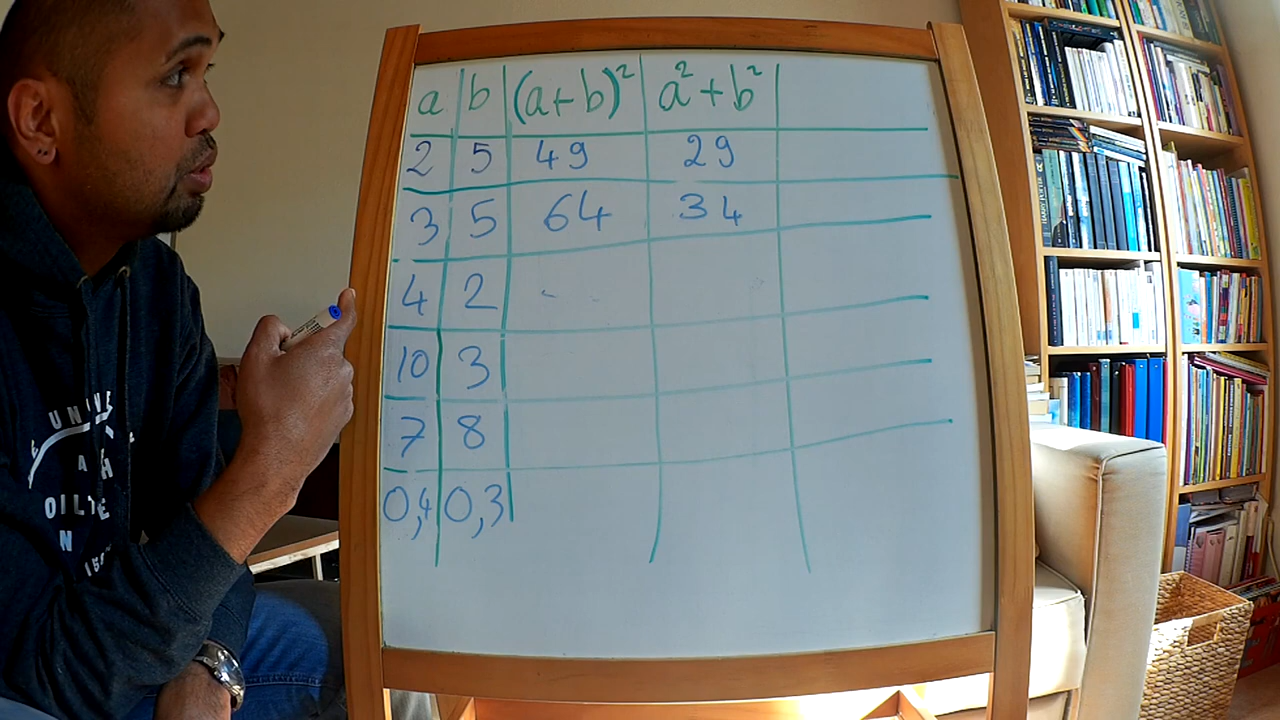 a b (a+b)² a²+b²
2 5 49 29
3 5 64 34
4 2
10 3
7 8
0,4 0,3